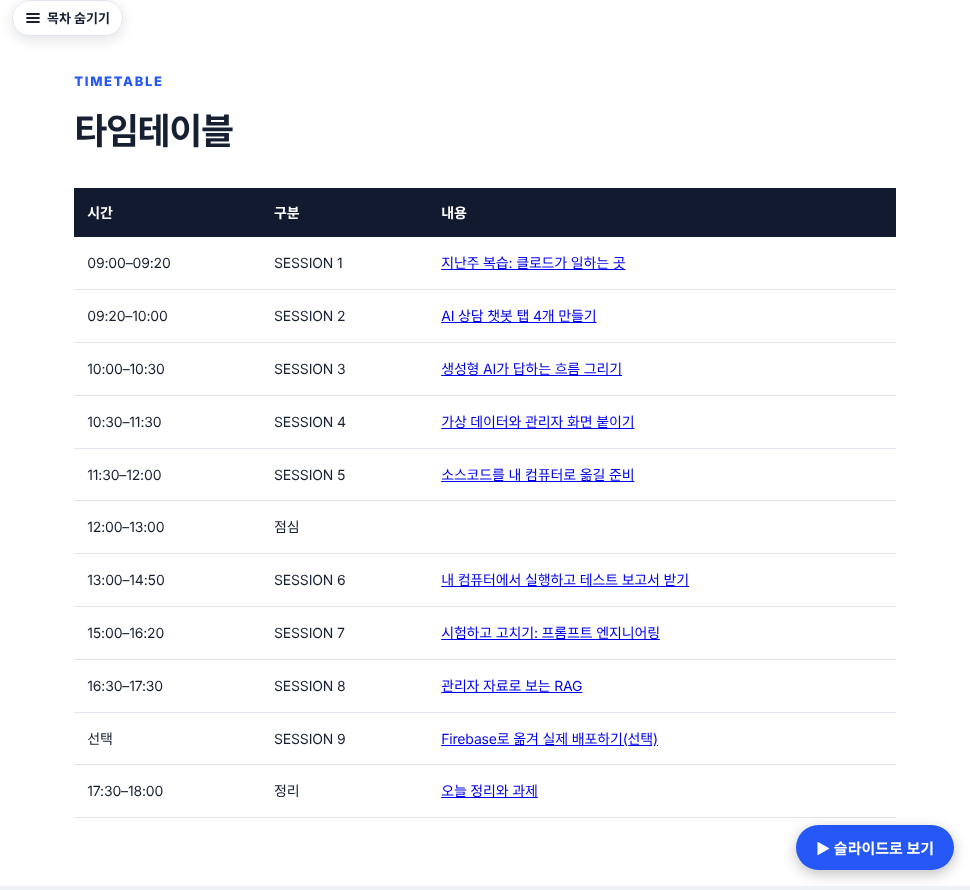 목차 숨기기
TIMETABLE
타임테이블
시간 구분 내용
09:00–09:20 SESSION 1 지난주 복습: 클로드가 일하는 곳
09:20–10:00 SESSION 2 AI 상담 챗봇 탭 4개 만들기
10:00–10:30 SESSION 3 생성형 AI가 답하는 흐름 그리기
10:30–11:30 SESSION 4 가상 데이터와 관리자 화면 붙이기
11:30–12:00 SESSION 5 소스코드를 내 컴퓨터로 옮길 준비
12:00–13:00 점심
13:00–14:50 SESSION 6 내 컴퓨터에서 실행하고 테스트 보고서 받기
15:00–16:20 SESSION 7 시험하고 고치기: 프롬프트 엔지니어링
16:30–17:30 SESSION 8 관리자 자료로 보는 RAG
선택 SESSION 9 Firebase로 옮겨 실제 배포하기(선택)
17:30–18:00 정리 오늘 정리와 과제
▶ 슬라이드로 보기